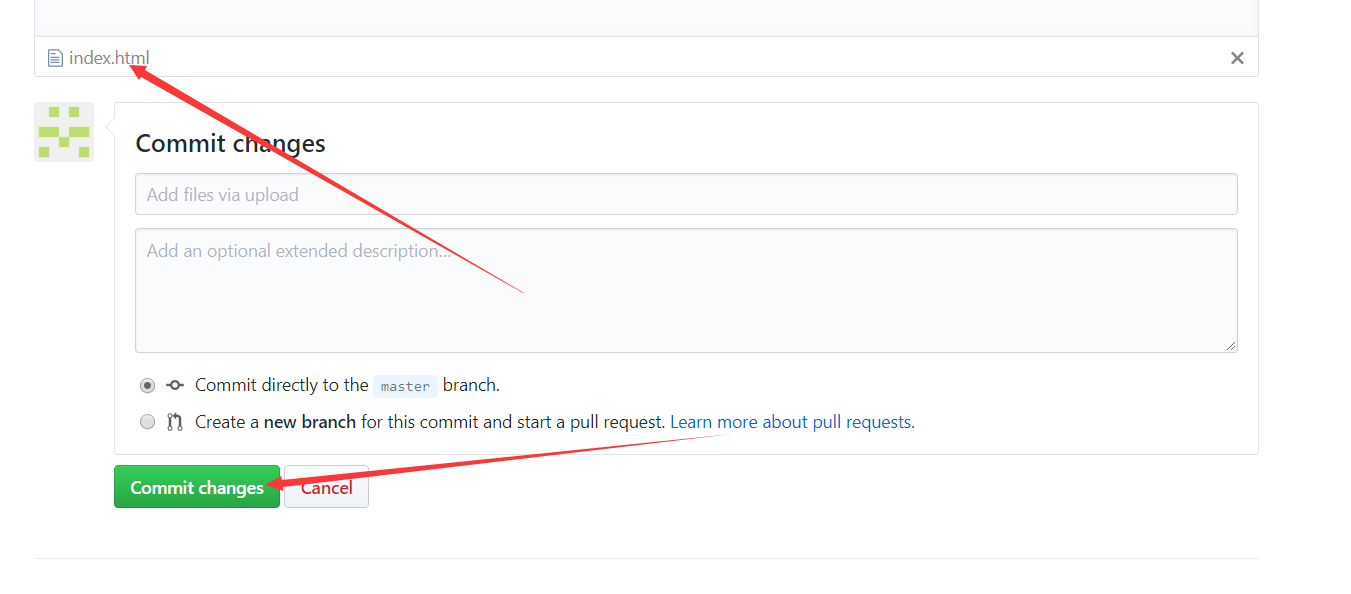 index.html
Commit changes
Add files via upload
Add an optional extended description...
Commit directly to the master branch.
Create a new branch for this commit and start a pull request. Learn more about pull requests.
Commit changes Cancel